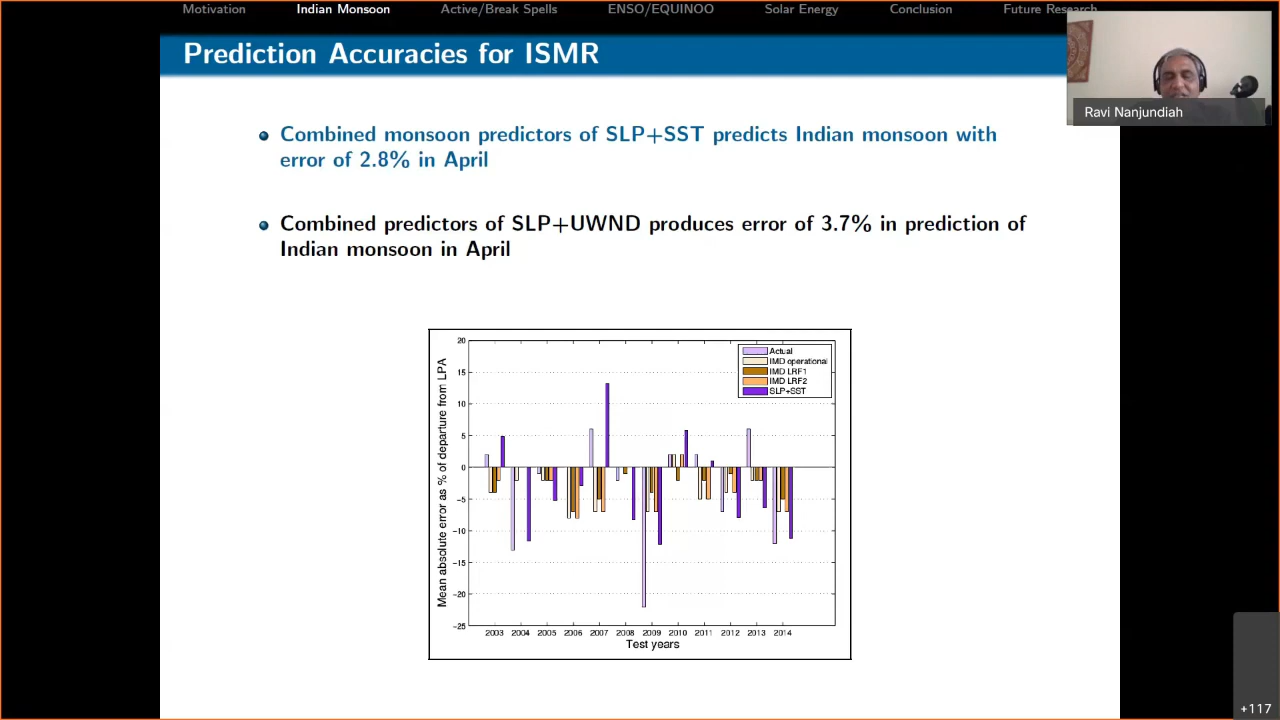 Motivation Indian Monsoon Active/Break Spells ENSO/EQUINOO Solar Energy Conclusion Future Research
Prediction Accuracies for ISMR
Ravi Nanjundiah
Combined monsoon predictors of SLP+SST predicts Indian monsoon with
error of 2.8% in April
Combined predictors of SLP+UWND produces error of 3.7% in prediction of
Indian monsoon in April
Mean absolute error as % of departure from LPA
20
15
10
5
0
−5
−10
−15
−20
−25
Actual
IMD operational
IMD LRF1
IMD LRF2
SLP+SST
2003 2004 2005 2006 2007 2008 2009 2010 2011 2012 2013 2014
Test years
+117